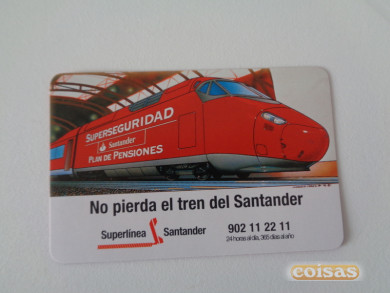 SUPERSEGURIDAD
Santander
PLAN DE PENSIONES
No pierda el tren del Santander
Superlínea Santander
902 11 22 11
24 horas al día, 365 días al año
coisas